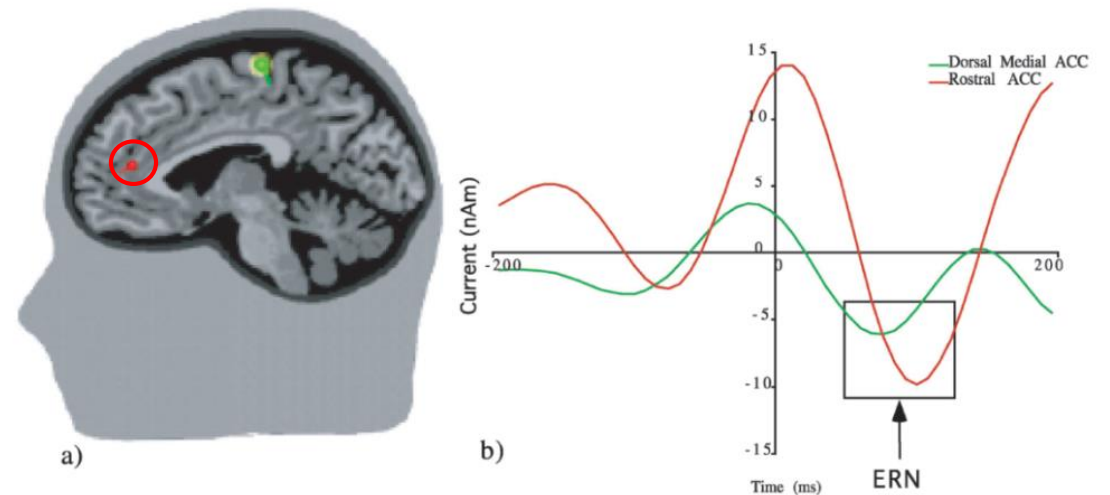 a)
15
10
5
0
-200
0
200
-5
-10
-15
Current (nAm)
Dorsal Medial ACC
Rostral ACC
b)
Time (ms)
ERN